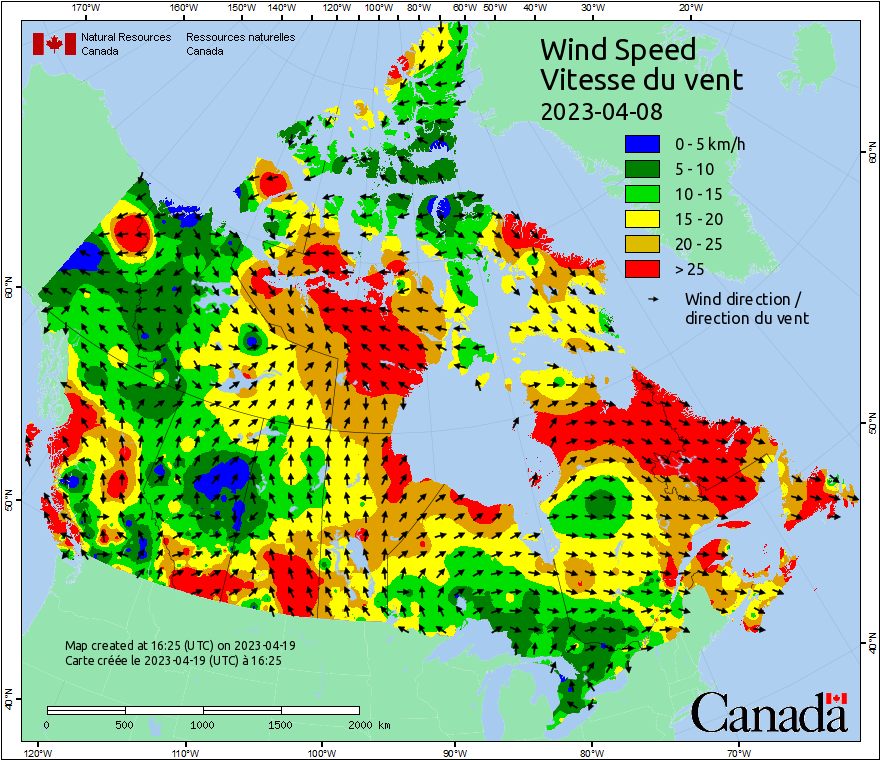 170°W 160°W 150°W 140°W 120°W 100°W 80°W 60°W 50°W 40°W 30°W 20°W
Natural Resources Ressources naturelles
Canada Canada
Wind Speed
Vitesse du vent
2023-04-08
0 - 5 km/h
5 - 10
10 - 15
15 - 20
20 - 25
> 25
Wind direction /
direction du vent
60°N
60°N
50°N
50°N
40°N
40°N
Map created at 16:25 (UTC) on 2023-04-19
Carte créée le 2023-04-19 (UTC) à 16:25
0 500 1000 1500 2000 km
Canada
120°W 110°W 100°W 90°W 80°W 70°W